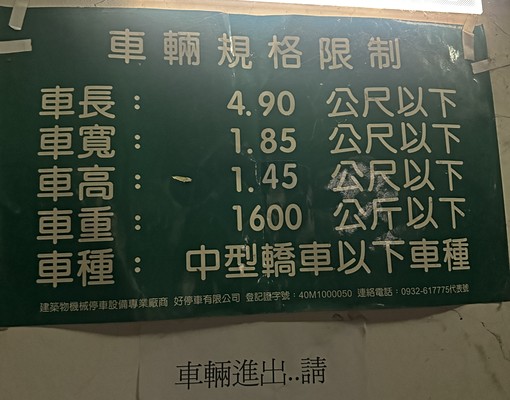 車輛規格限制
車長： 4.90 公尺以下
車寬： 1.85 公尺以下
車高： 1.45 公尺以下
車重： 1600 公斤以下
車種： 中型轎車以下車種
建築物機械停車設備專業廠商 好停車有限公司 登記證字號：40M1000050 連絡電話：0932-617775代表號
車輛進出..請